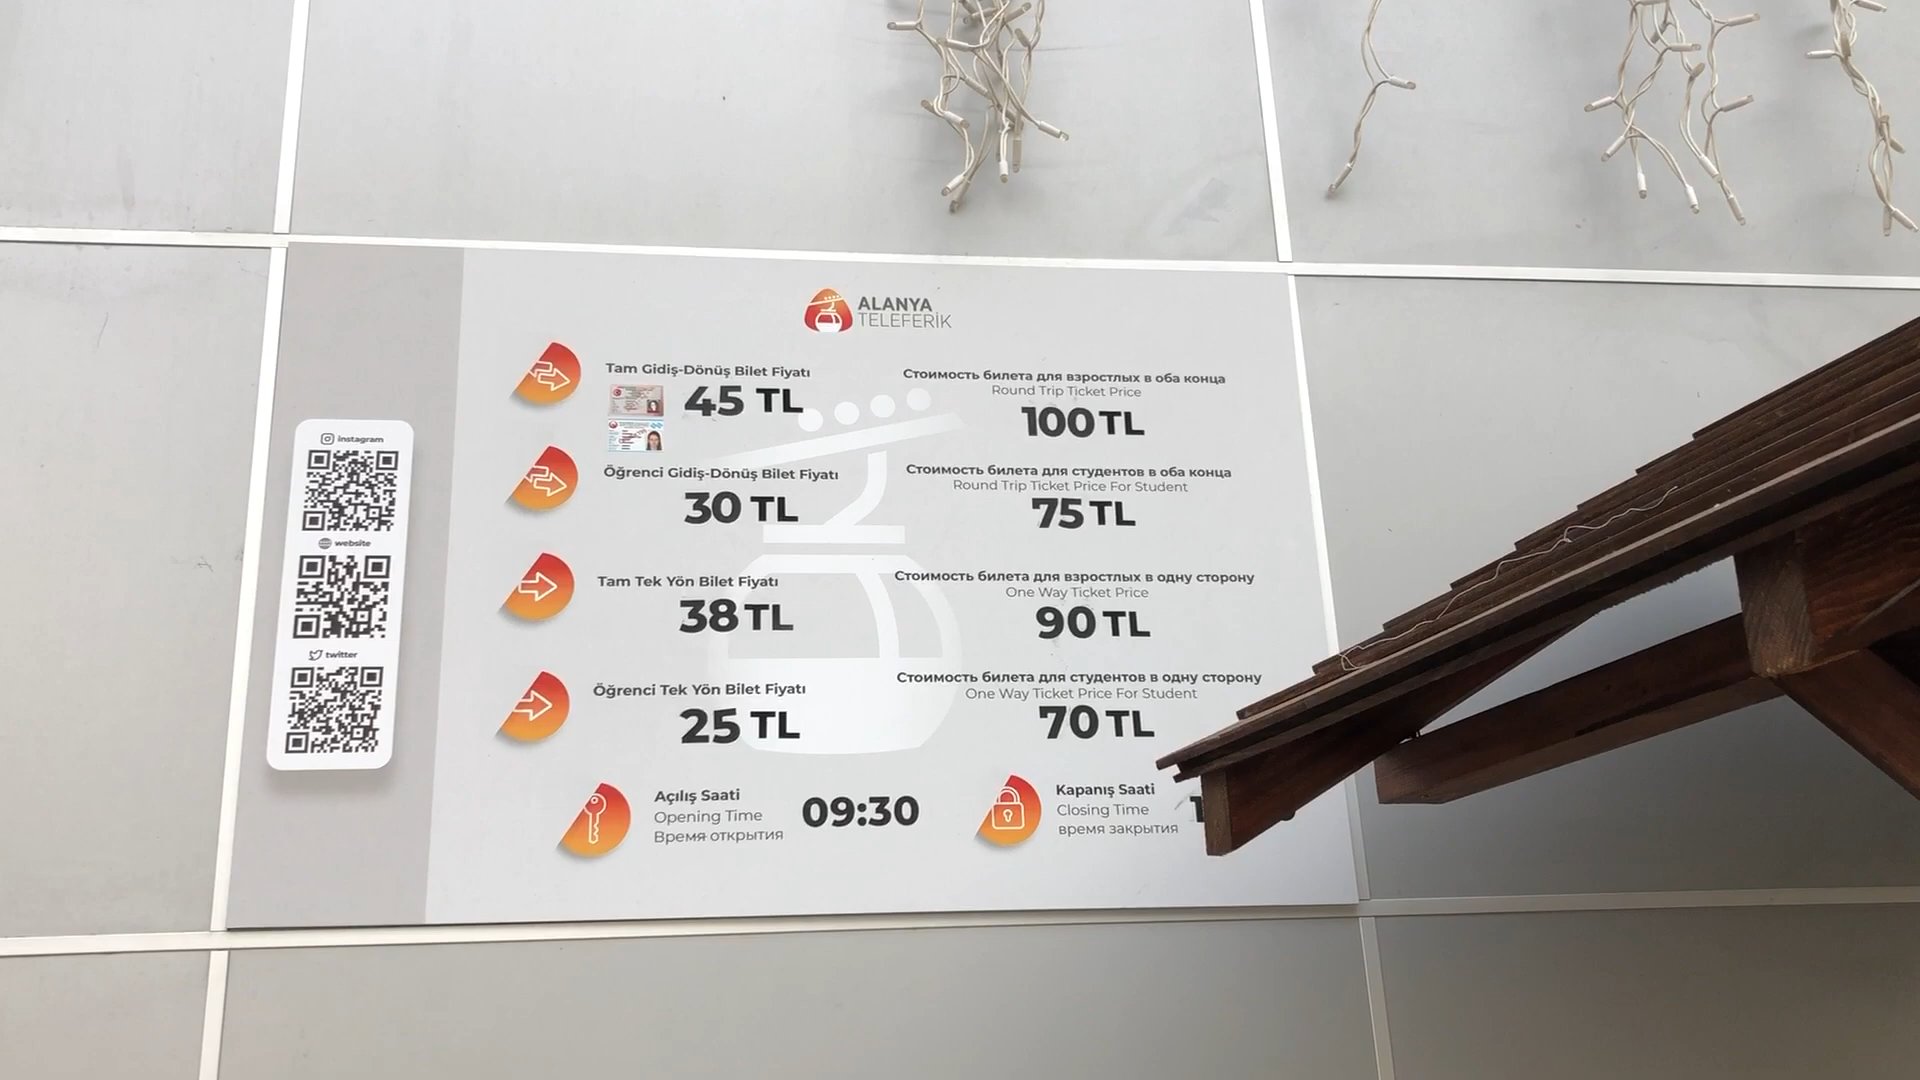 ALANYA
TELEFERİK
instagram
website
twitter
Tam Gidiş-Dönüş Bilet Fiyatı
45 TL
Стоимость билета для взростлых в оба конца
Round Trip Ticket Price
100 TL
Öğrenci Gidiş-Dönüş Bilet Fiyatı
30 TL
Стоимость билета для студентов в оба конца
Round Trip Ticket Price For Student
75 TL
Tam Tek Yön Bilet Fiyatı
38 TL
Стоимость билета для взростлых в одну сторону
One Way Ticket Price
90 TL
Öğrenci Tek Yön Bilet Fiyatı
25 TL
Стоимость билета для студентов в одну сторону
One Way Ticket Price For Student
70 TL
Açılış Saati
Opening Time
Время открытия
09:30
Kapanış Saati
Closing Time
время закрытия